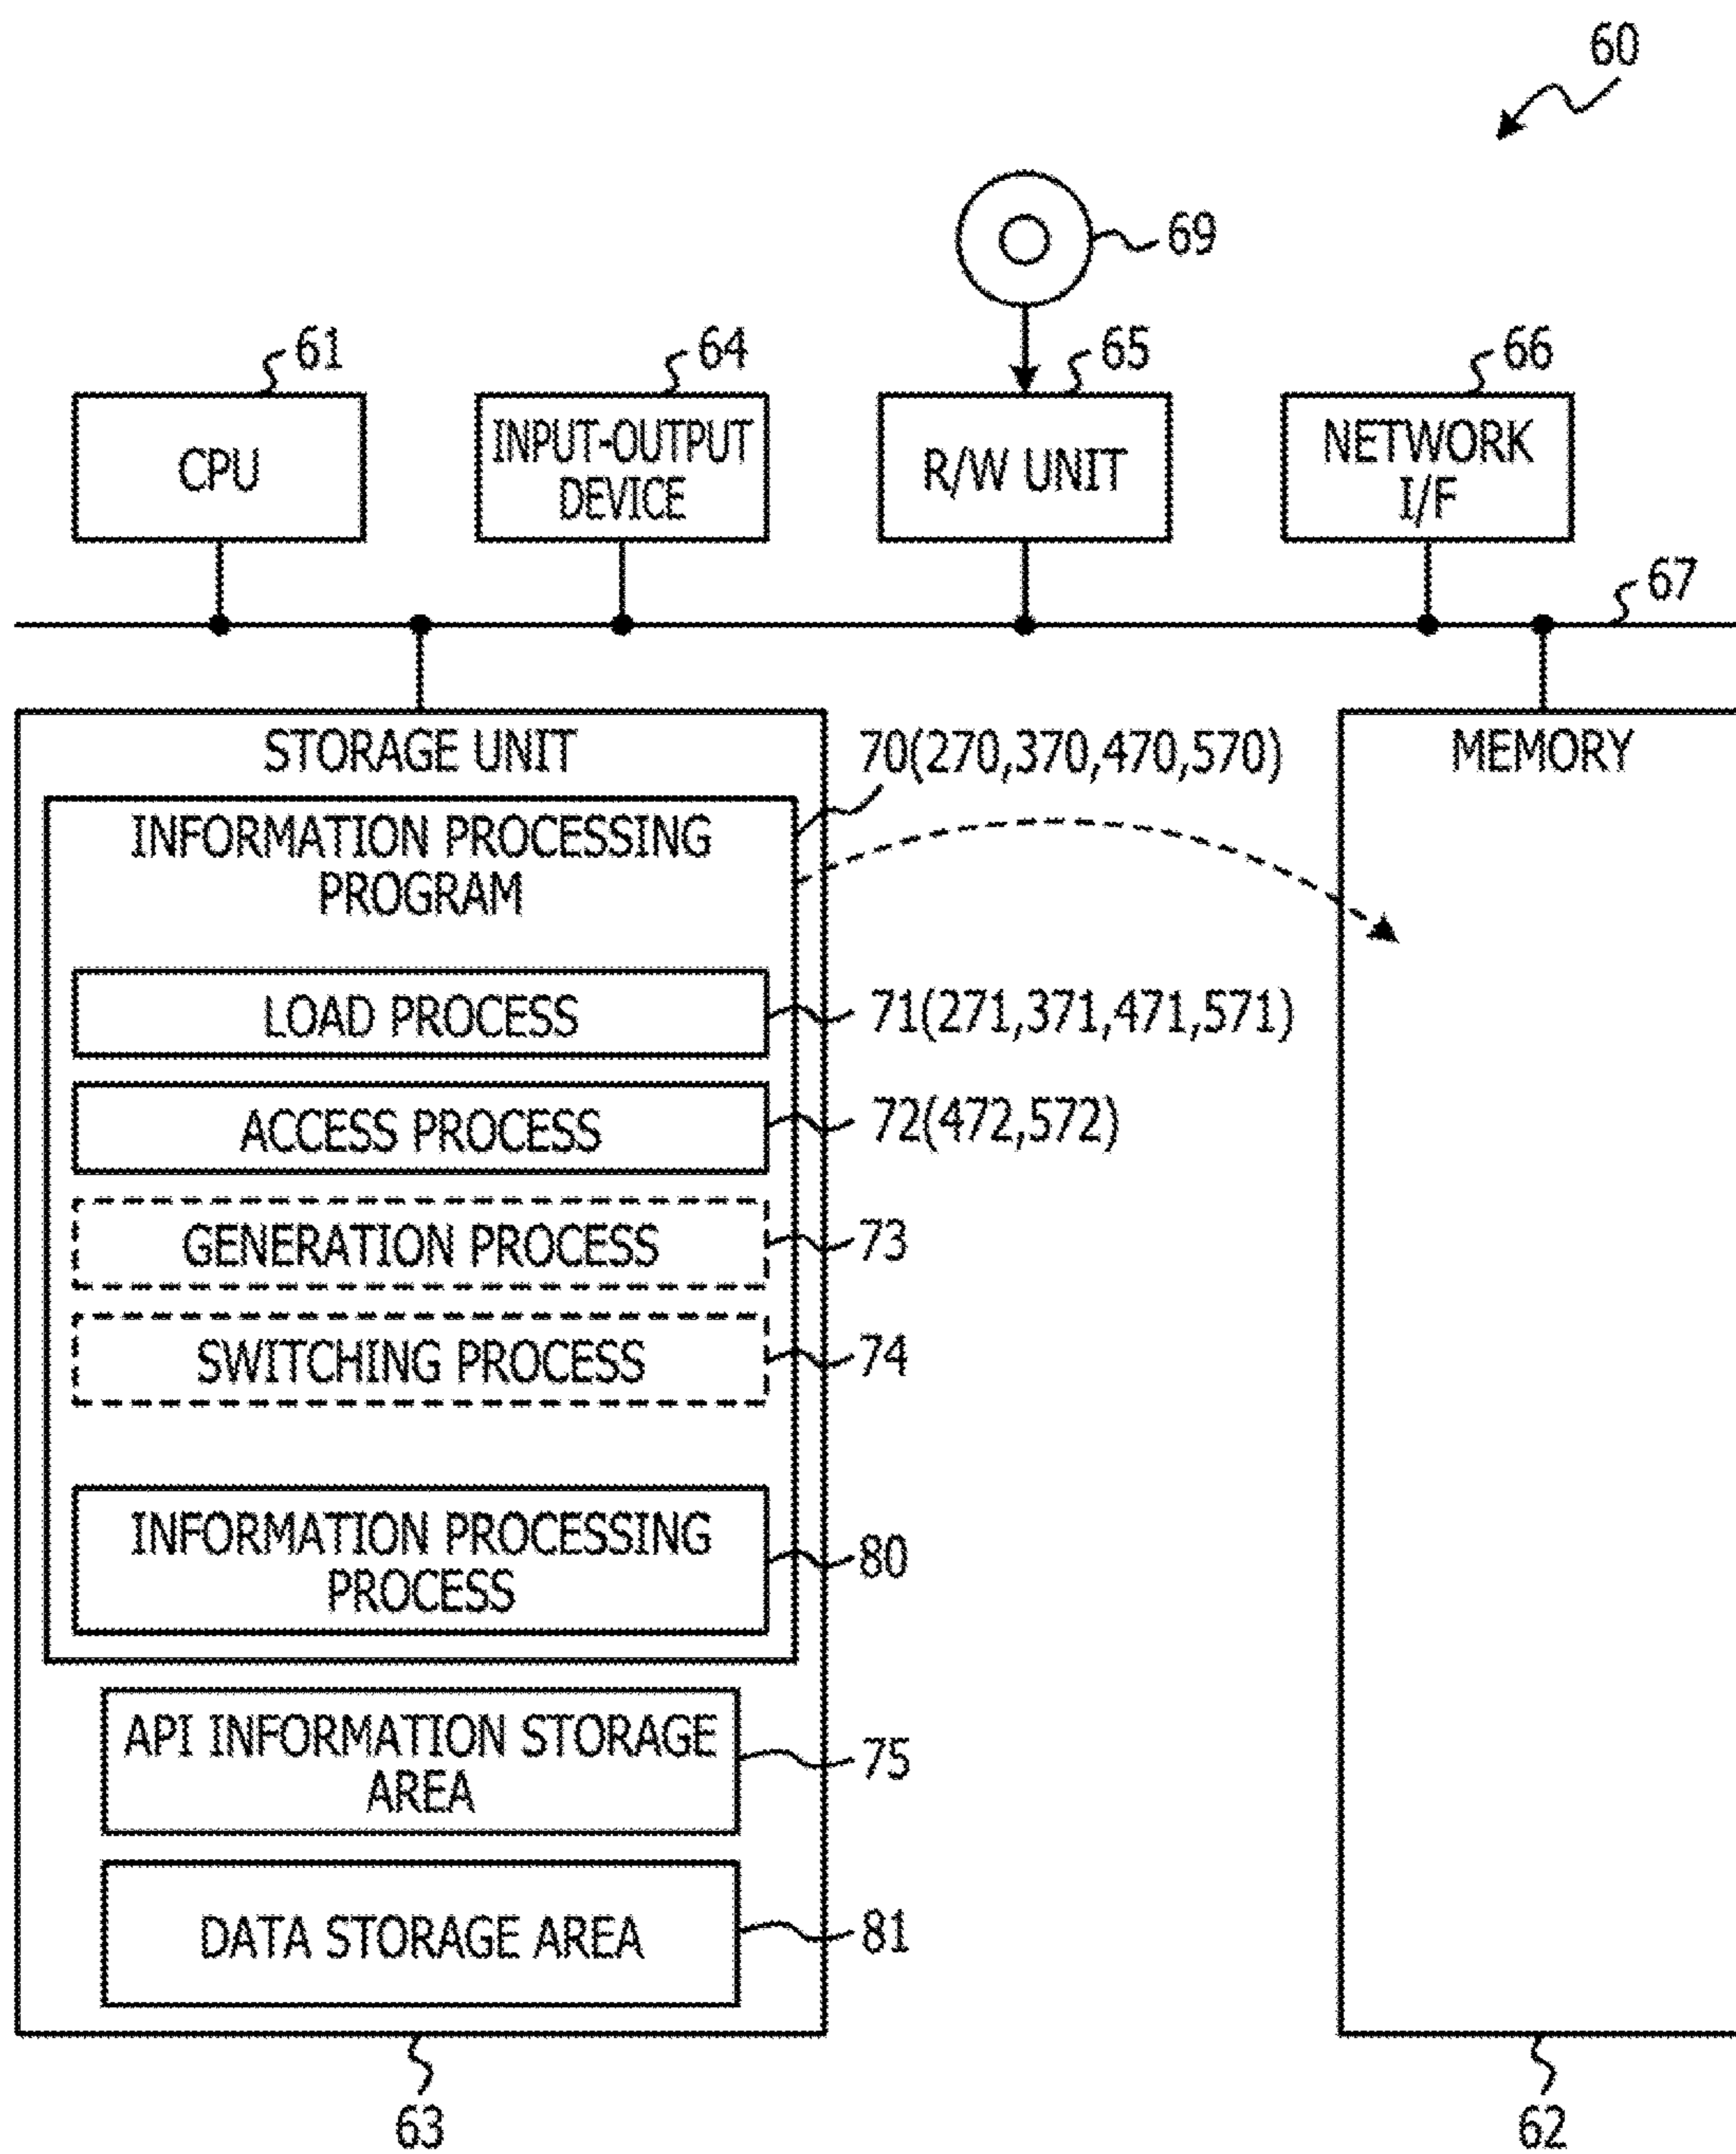 60
69
61
64
65
66
CPU
INPUT-OUTPUT
DEVICE
R/W UNIT
NETWORK
I/F
67
STORAGE UNIT
70(270,370,470,570)
MEMORY
INFORMATION PROCESSING
PROGRAM
LOAD PROCESS
71(271,371,471,571)
ACCESS PROCESS
72(472,572)
GENERATION PROCESS
73
SWITCHING PROCESS
74
INFORMATION PROCESSING
PROCESS
80
API INFORMATION STORAGE
AREA
75
DATA STORAGE AREA
81
63
62